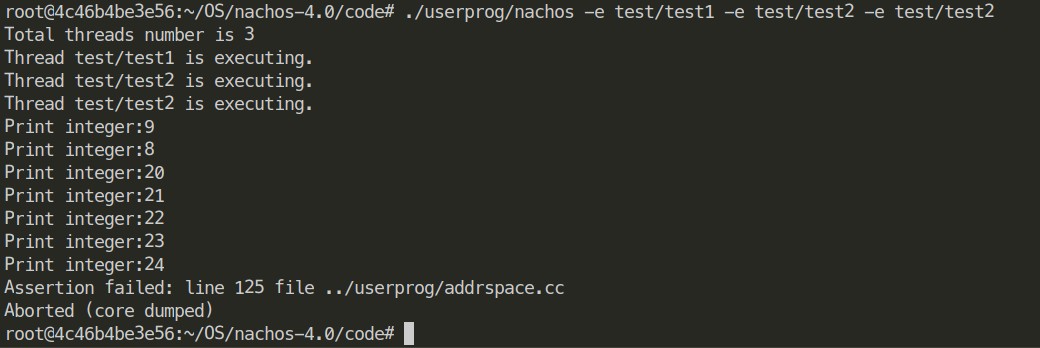 root@4c46b4be3e56:~/OS/nachos-4.0/code# ./userprog/nachos -e test/test1 -e test/test2 -e test/test2
Total threads number is 3
Thread test/test1 is executing.
Thread test/test2 is executing.
Thread test/test2 is executing.
Print integer:9
Print integer:8
Print integer:20
Print integer:21
Print integer:22
Print integer:23
Print integer:24
Assertion failed: line 125 file ../userprog/addrspace.cc
Aborted (core dumped)
root@4c46b4be3e56:~/OS/nachos-4.0/code#